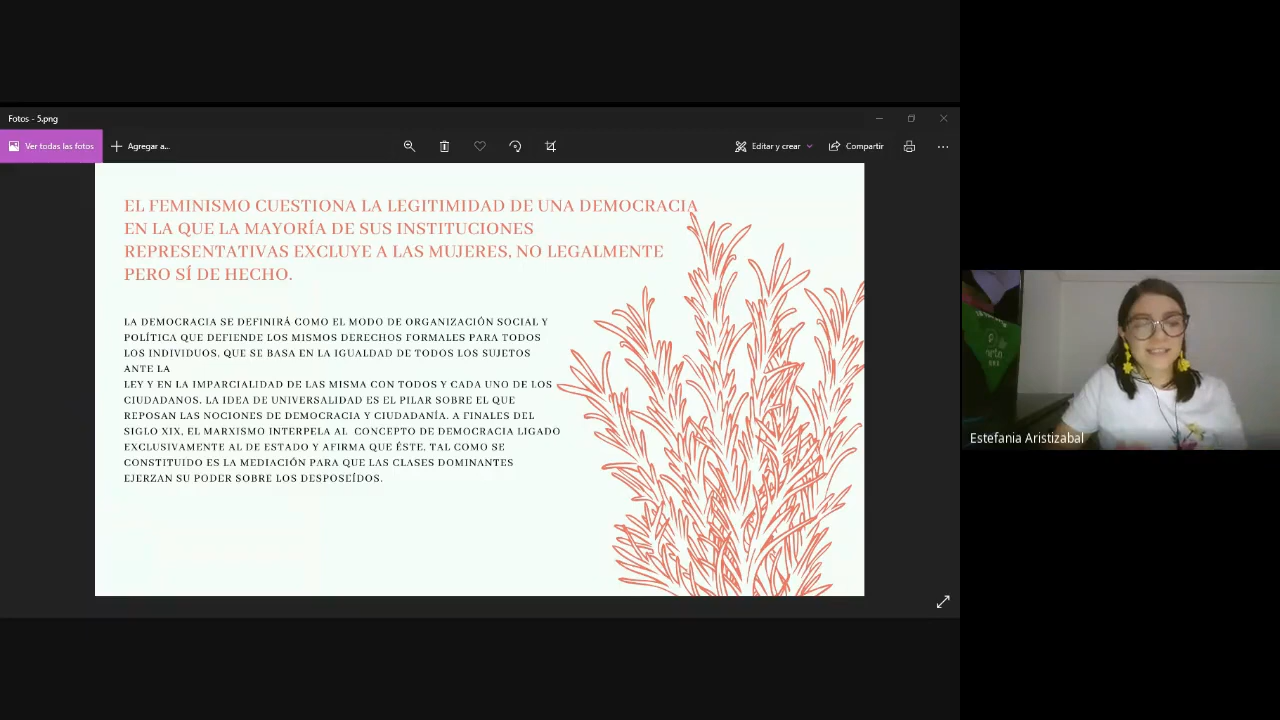 Fotos - 5.png
Ver todas las fotos
Agregar a...
Editar y crear
Compartir
EL FEMINISMO CUESTIONA LA LEGITIMIDAD DE UNA DEMOCRACIA
EN LA QUE LA MAYORÍA DE SUS INSTITUCIONES
REPRESENTATIVAS EXCLUYE A LAS MUJERES, NO LEGALMENTE
PERO SÍ DE HECHO.
LA DEMOCRACIA SE DEFINIRÁ COMO EL MODO DE ORGANIZACIÓN SOCIAL Y
POLÍTICA QUE DEFIENDE LOS MISMOS DERECHOS FORMALES PARA TODOS
LOS INDIVIDUOS, QUE SE BASA EN LA IGUALDAD DE TODOS LOS SUJETOS
ANTE LA
LEY Y EN LA IMPARCIALIDAD DE LAS MISMA CON TODOS Y CADA UNO DE LOS
CIUDADANOS. LA IDEA DE UNIVERSALIDAD ES EL PILAR SOBRE EL QUE
REPOSAN LAS NOCIONES DE DEMOCRACIA Y CIUDADANÍA. A FINALES DEL
SIGLO XIX, EL MARXISMO INTERPELA AL CONCEPTO DE DEMOCRACIA LIGADO
EXCLUSIVAMENTE AL DE ESTADO Y AFIRMA QUE ÉSTE, TAL COMO SE
CONSTITUIDO ES LA MEDIACIÓN PARA QUE LAS CLASES DOMINANTES
EJERZAN SU PODER SOBRE LOS DESPOSEÍDOS.
Estefania Aristizabal